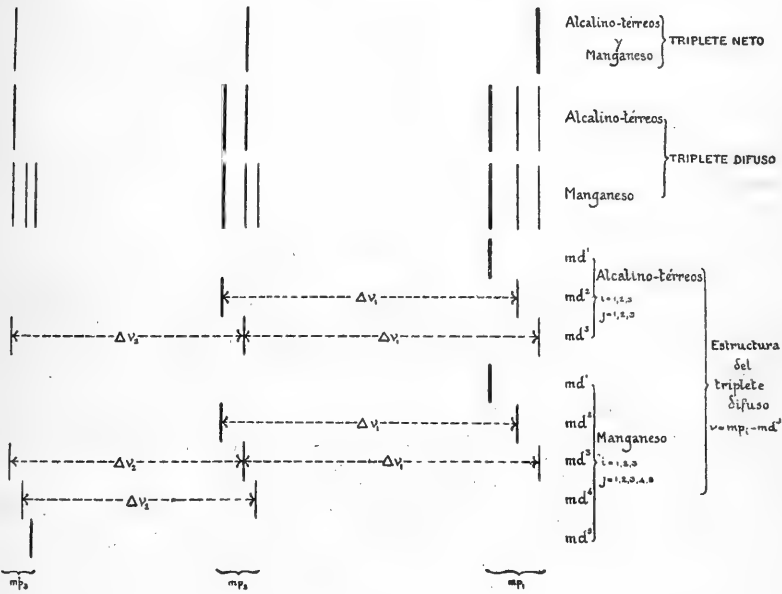 Alcalino-térreos
y
Manganeso
TRIPLETE NETO
Alcalino-térreos
TRIPLETE DIFUSO
Manganeso
md¹
Alcalino-térreos
Δν₁
md²
i=1,2,3
j=1,2,3
Δν₂
Δν₁
md³
Estructura
del
triplete
difuso
ν=mpᵢ-mdʲ
md¹
Δν₁
md²
Manganeso
Δν₂
Δν₁
md³
i=1,2,3
j=1,2,3,4,5
Δν₂
md⁴
md⁵
mp₃
mp₂
mp₁